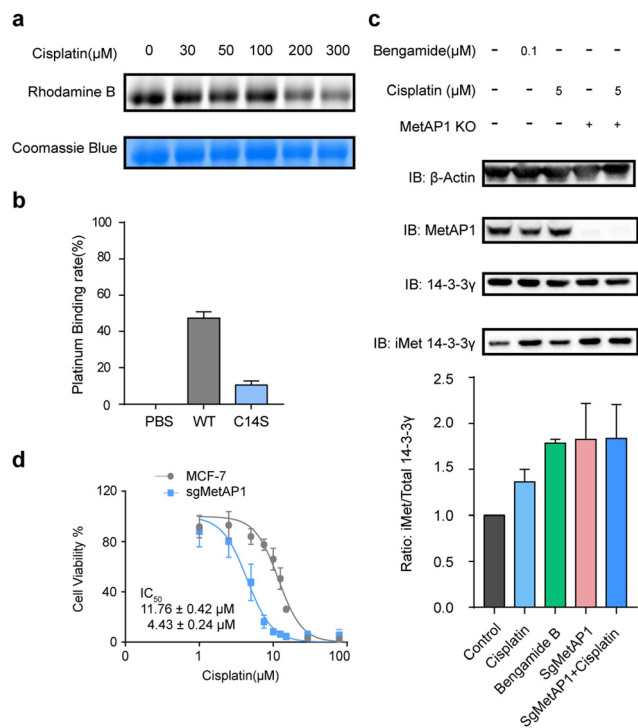 a
Cisplatin(μM) 0 30 50 100 200 300
Rhodamine B
Coomassie Blue
b
Platinum Binding rate(%)
100
80
60
40
20
0
PBS WT C14S
c
Bengamide(μM) - 0.1 - - -
Cisplatin (μM) - - 5 - 5
MetAP1 KO - - - + +
IB: β-Actin
IB: MetAP1
IB: 14-3-3γ
IB: iMet 14-3-3γ
Ratio: iMet/Total 14-3-3γ
2.5
2.0
1.5
1.0
0.5
0.0
Control
Cisplatin
Bengamide B
SgMetAP1
SgMetAP1+Cisplatin
d
MCF-7
sgMetAP1
Cell Viability %
120
80
40
0
IC50
11.76 ± 0.42 μM
4.43 ± 0.24 μM
0 1 10 100
Cisplatin(μM)